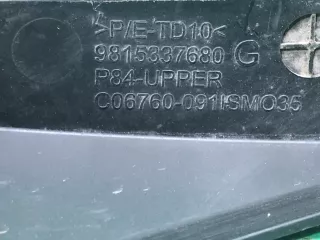 >P/E-TD10<
9815337680 G
P84-UPPER
C06760-091ISMO35